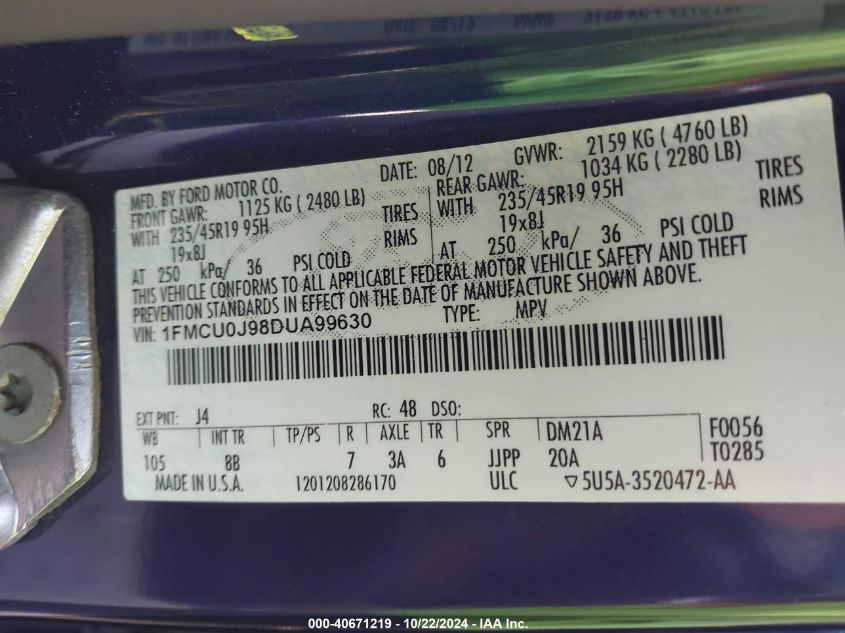 MFD. BY FORD MOTOR CO.
DATE: 08/12
GVWR: 2159 KG ( 4760 LB)
FRONT GAWR: 1125 KG ( 2480 LB)
REAR GAWR: 1034 KG ( 2280 LB)
WITH 235/45R19 95H TIRES
WITH 235/45R19 95H TIRES
19x8J RIMS
19x8J RIMS
AT 250 kPa/ 36 PSI COLD
AT 250 kPa/ 36 PSI COLD
THIS VEHICLE CONFORMS TO ALL APPLICABLE FEDERAL MOTOR VEHICLE SAFETY AND THEFT
PREVENTION STANDARDS IN EFFECT ON THE DATE OF MANUFACTURE SHOWN ABOVE.
VIN: 1FMCU0J98DUA99630 TYPE: MPV
EXT PNT: J4 RC: 48 DSO:
WB INT TR TP/PS R AXLE TR SPR DM21A F0056
105 8B 7 3A 6 JJPP 20A T0285
MADE IN U.S.A. 1201208286170 ULC ▽5U5A-3520472-AA
000-40671219 - 10/22/2024 - IAA Inc.